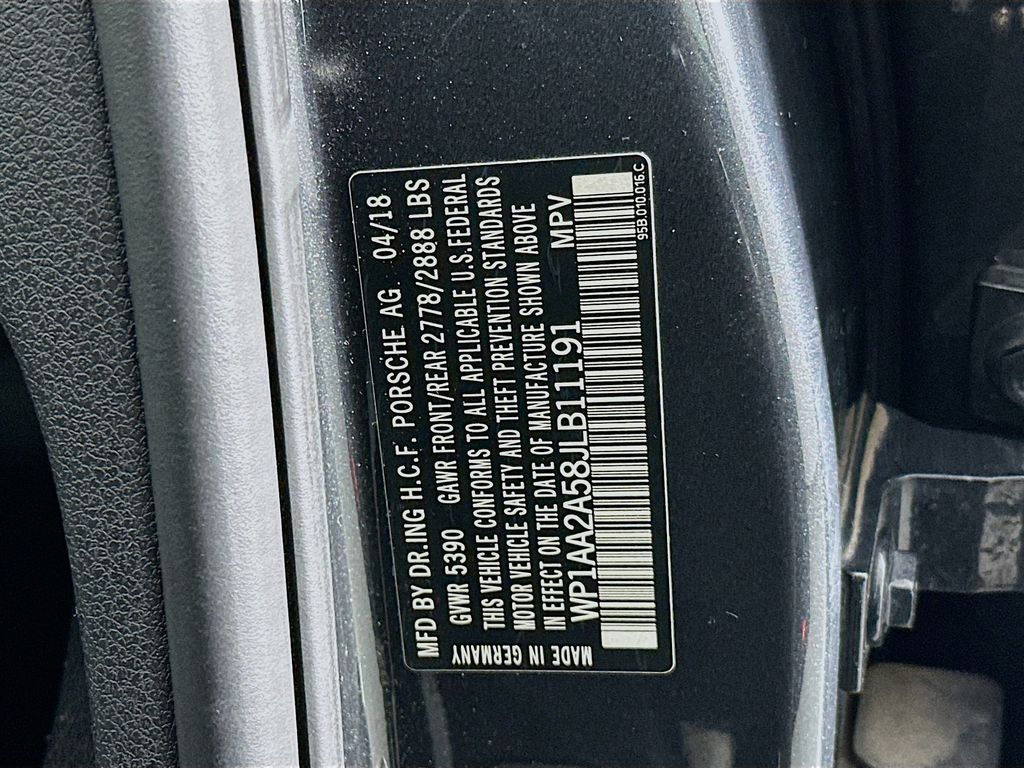 MFD BY DR.ING H.C.F. PORSCHE AG 04/18
GVWR 5390 GAWR FRONT/REAR 2778/2888 LBS
THIS VEHICLE CONFORMS TO ALL APPLICABLE U.S.FEDERAL
MOTOR VEHICLE SAFETY AND THEFT PREVENTION STANDARDS
IN EFFECT ON THE DATE OF MANUFACTURE SHOWN ABOVE
WP1AA2A58JLB11191 MPV
95B.010.016.C
MADE IN GERMANY